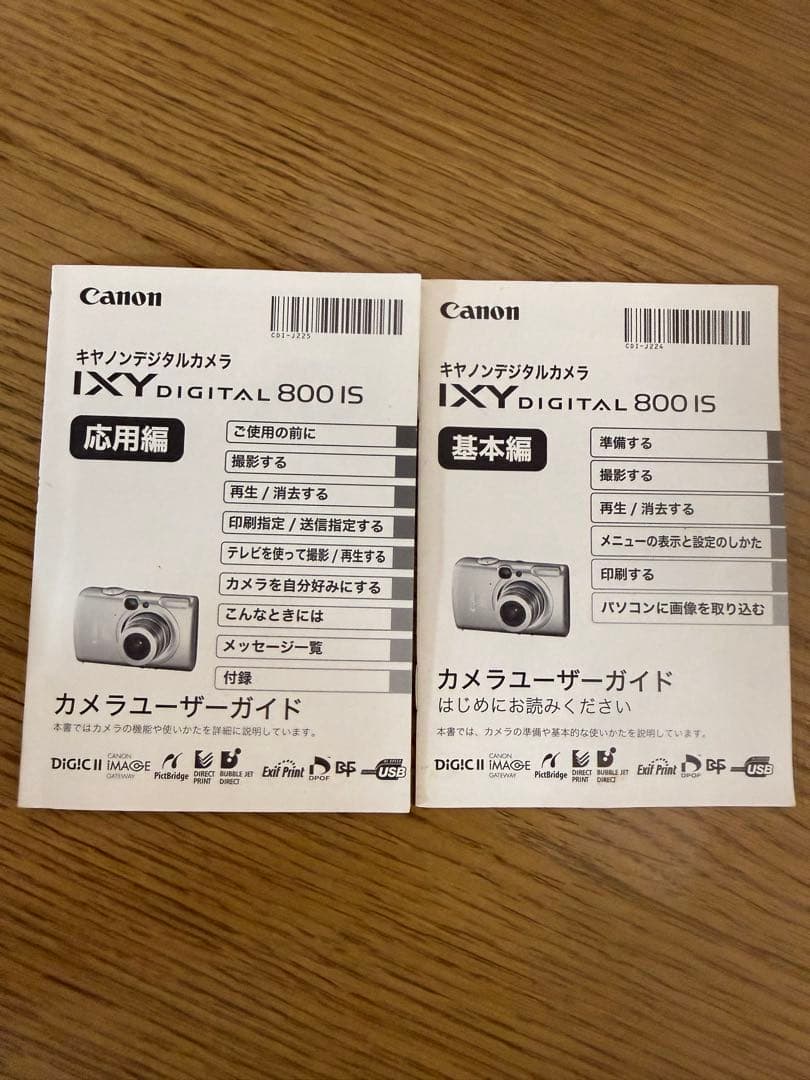 Canon
CDI-J225
キヤノンデジタルカメラ
IXY DIGITAL 800 IS
応用編
ご使用の前に
撮影する
再生 / 消去する
印刷指定 / 送信指定する
テレビを使って撮影 / 再生する
カメラを自分好みにする
こんなときには
メッセージ一覧
付録
カメラユーザーガイド
本書ではカメラの機能や使いかたを詳細に説明しています。
DiGiC II
CANON iMAGE GATEWAY
PictBridge
DIRECT PRINT
BUBBLE JET DIRECT
Exif Print
DPOF
USB
Canon
CDI-J224
キヤノンデジタルカメラ
IXY DIGITAL 800 IS
基本編
準備する
撮影する
再生 / 消去する
メニューの表示と設定のしかた
印刷する
パソコンに画像を取り込む
カメラユーザーガイド
はじめにお読みください
本書では、カメラの準備や基本的な使いかたを説明しています。
DiGiC II
CANON iMAGE GATEWAY
PictBridge
DIRECT PRINT
BUBBLE JET DIRECT
Exif Print
DPOF
USB